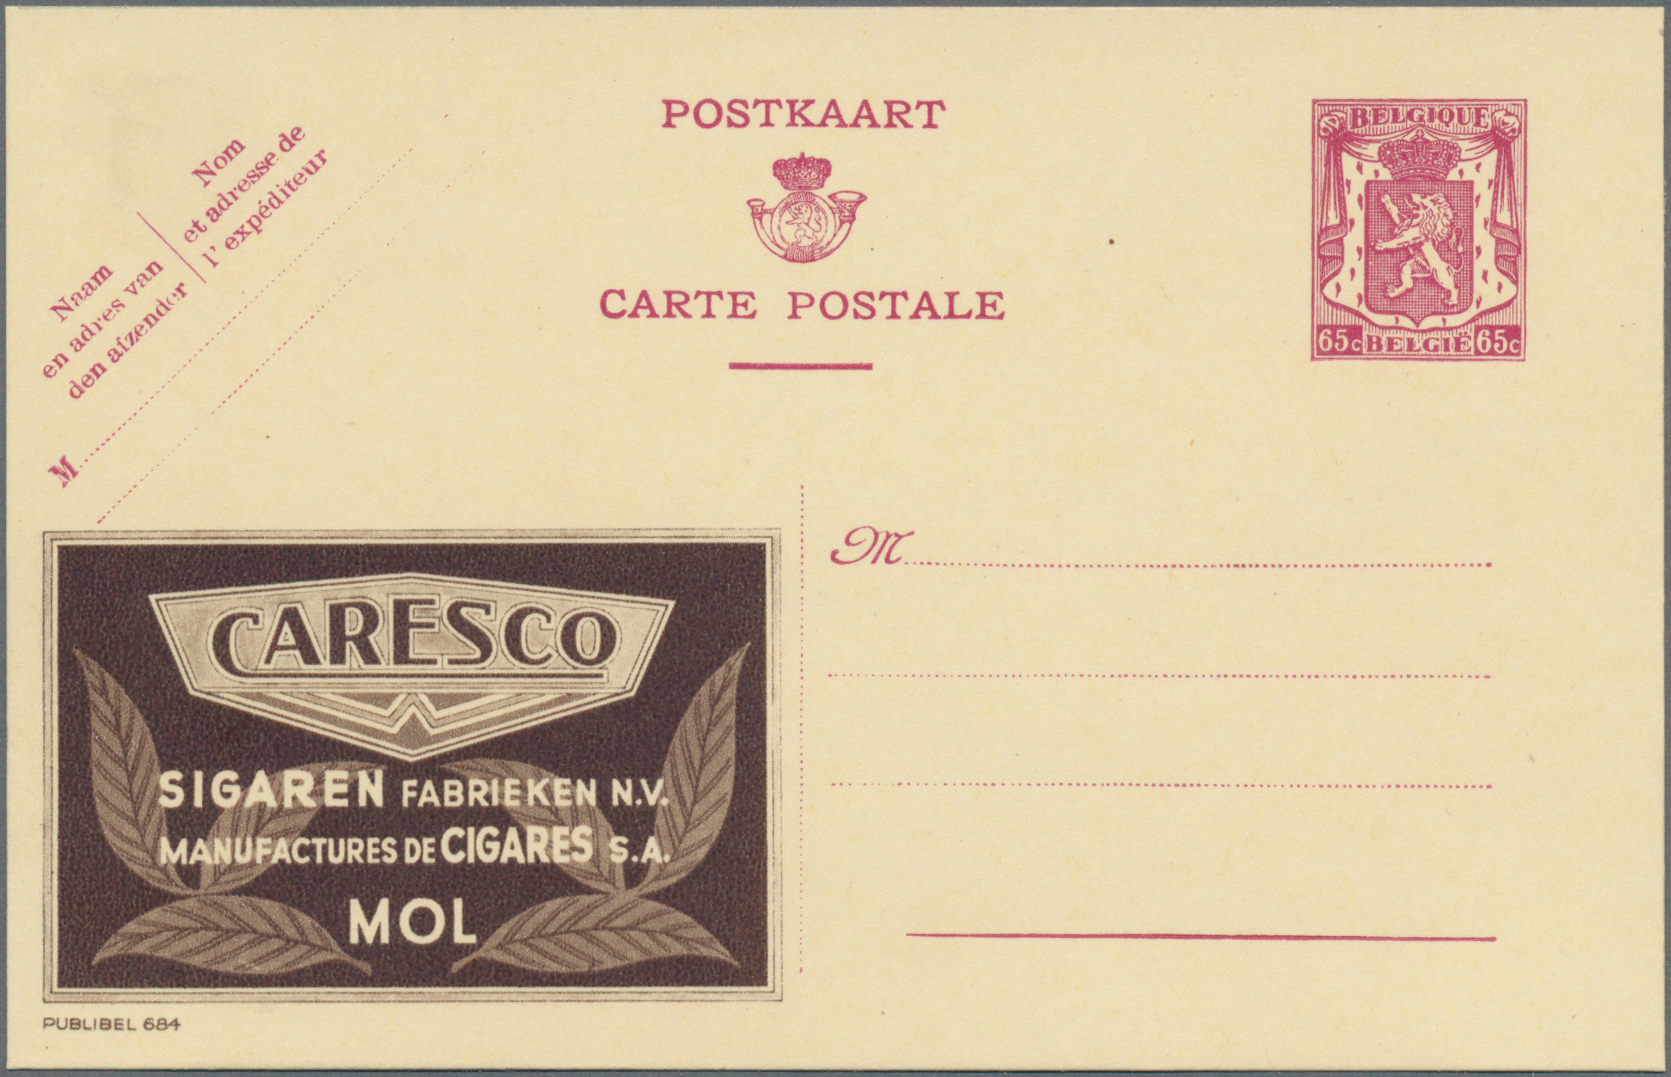 POSTKAART
CARTE POSTALE
BELGIQUE
65c BELGIË 65c
Naam
en adres van
den afzender
Nom
et adresse de
l' expéditeur
M
M
CARESCO
SIGAREN FABRIEKEN N.V.
MANUFACTURES DE CIGARES S.A.
MOL
PUBLIBEL 684